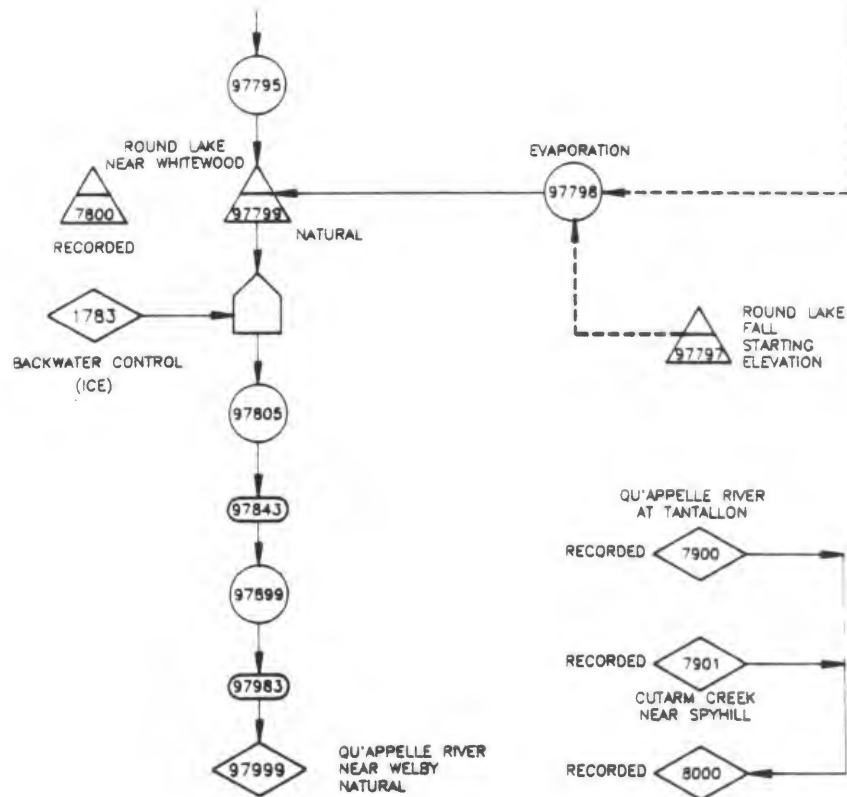 97795
ROUND LAKE
NEAR WHITEWOOD
EVAPORATION
7800
97799
97798
RECORDED
NATURAL
1783
BACKWATER CONTROL
(ICE)
97797
ROUND LAKE
FALL
STARTING
ELEVATION
97805
97843
QU'APPELLE RIVER
AT TANTALLON
RECORDED
7900
97899
RECORDED
7901
CUTARM CREEK
NEAR SPYHILL
97983
97999
QU'APPELLE RIVER
NEAR WELBY
NATURAL
RECORDED
8000